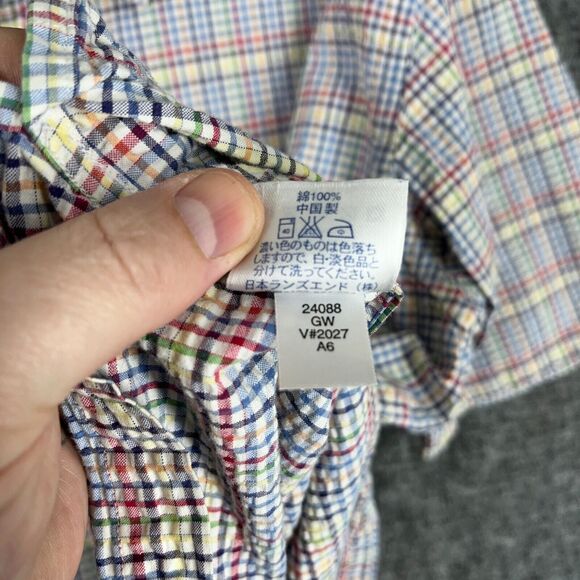 綿100%
中国製
濃い色のものは色落ち
しますので、白・淡色品と
分けて洗ってください。
日本ランズエンド（株）
24088
GW
V#2027
A6